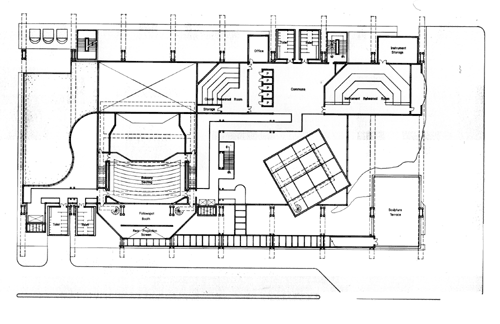 Office
Instrument
Storage
Commons
Rehearsal Room
Storage
Instrument Rehearsal Room
Balcony
Seating
Followspot
Booth
Rear Projection
Screen
Sculpture
Terrace